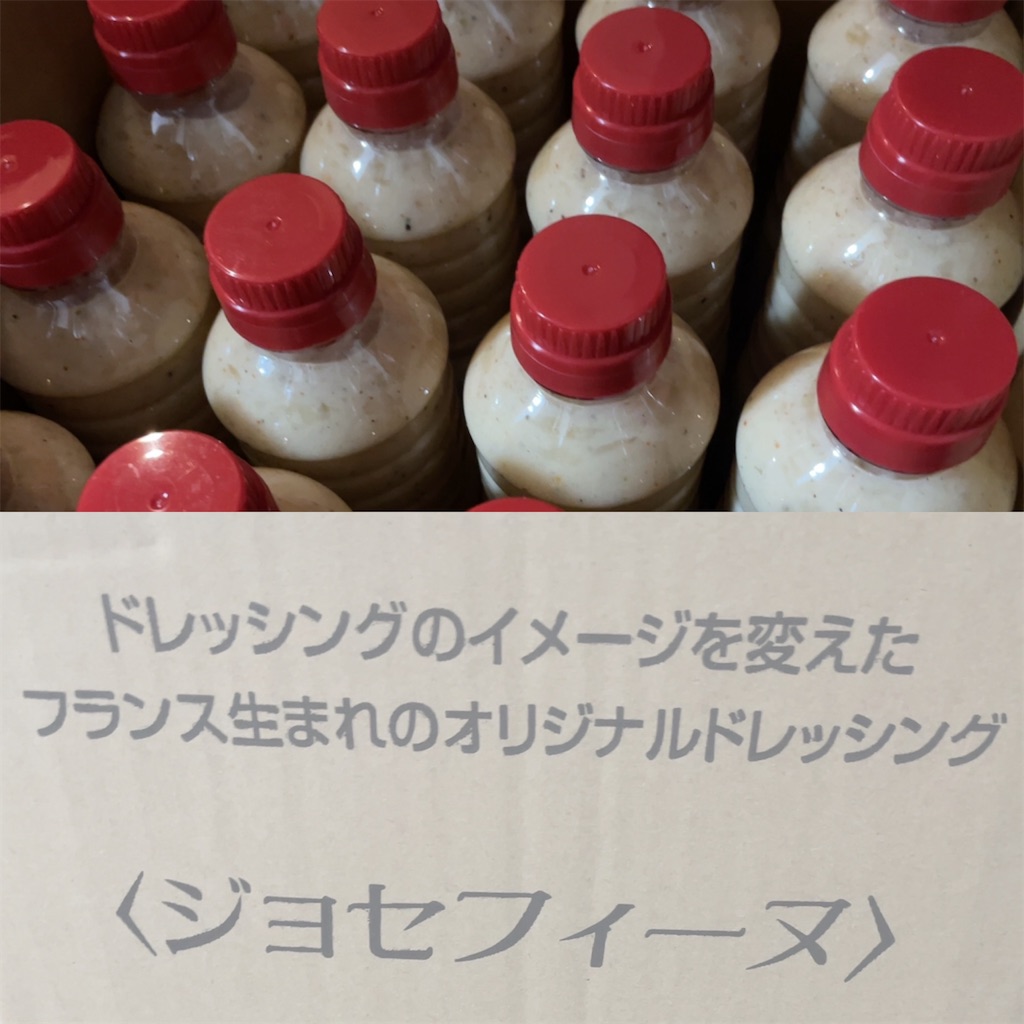 ドレッシングのイメージを変えた
フランス生まれのオリジナルドレッシング
〈ジョセフィーヌ〉